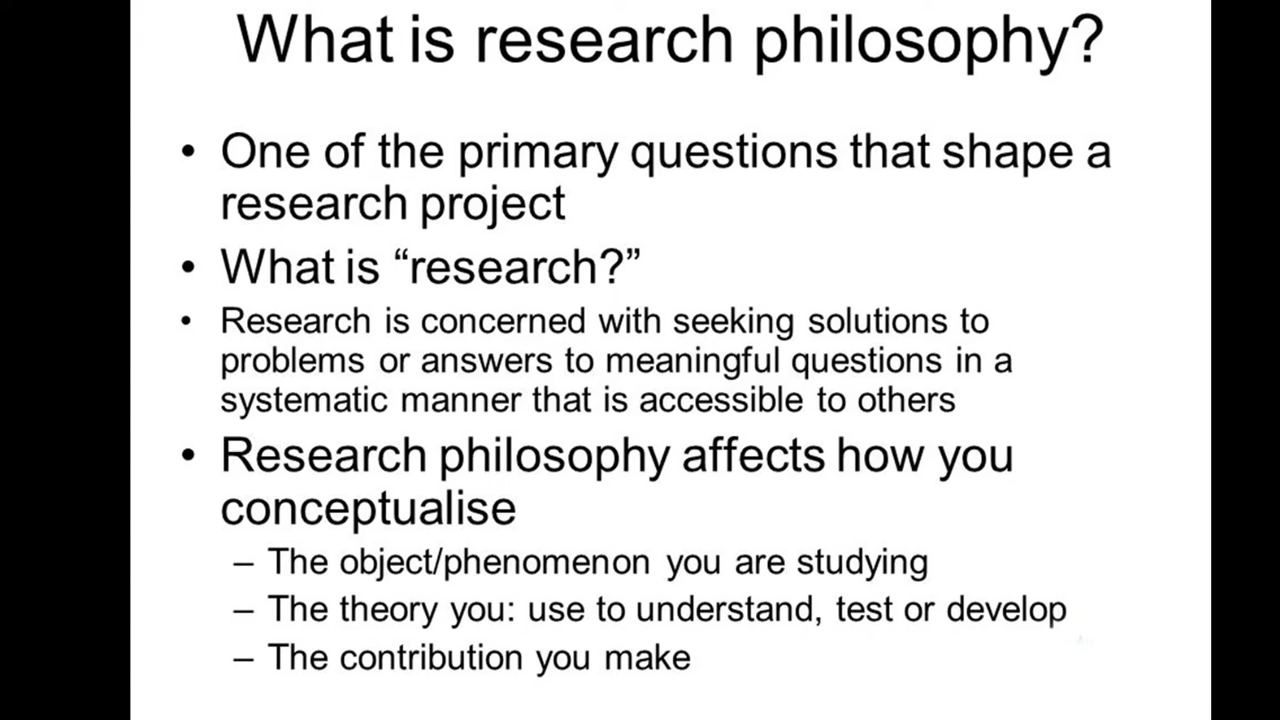 What is research philosophy?
• One of the primary questions that shape a
research project
• What is “research?”
• Research is concerned with seeking solutions to
problems or answers to meaningful questions in a
systematic manner that is accessible to others
• Research philosophy affects how you
conceptualise
– The object/phenomenon you are studying
– The theory you: use to understand, test or develop
– The contribution you make